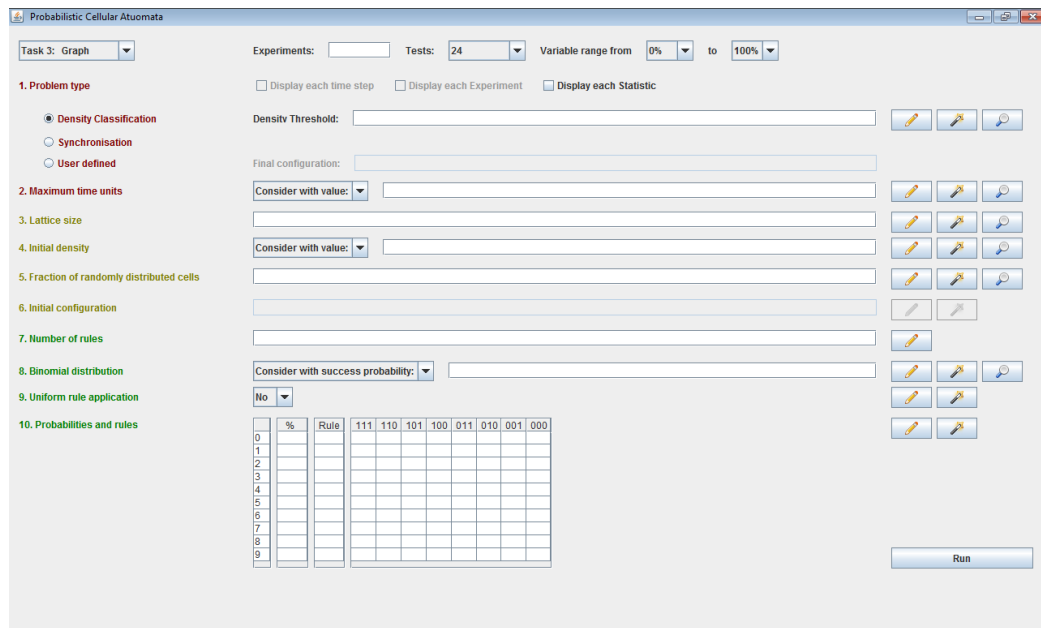 Probabilistic Cellular Atuomata
Task 3: Graph Experiments: Tests: 24 Variable range from 0% to 100%
1. Problem type Display each time step Display each Experiment Display each Statistic
Density Classification Density Threshold:
Synchronisation
User defined Final configuration:
2. Maximum time units Consider with value:
3. Lattice size
4. Initial density Consider with value:
5. Fraction of randomly distributed cells
6. Initial configuration
7. Number of rules
8. Binomial distribution Consider with success probability:
9. Uniform rule application No
10. Probabilities and rules % Rule 111 110 101 100 011 010 001 000
0
1
2
3
4
5
6
7
8
9
Run